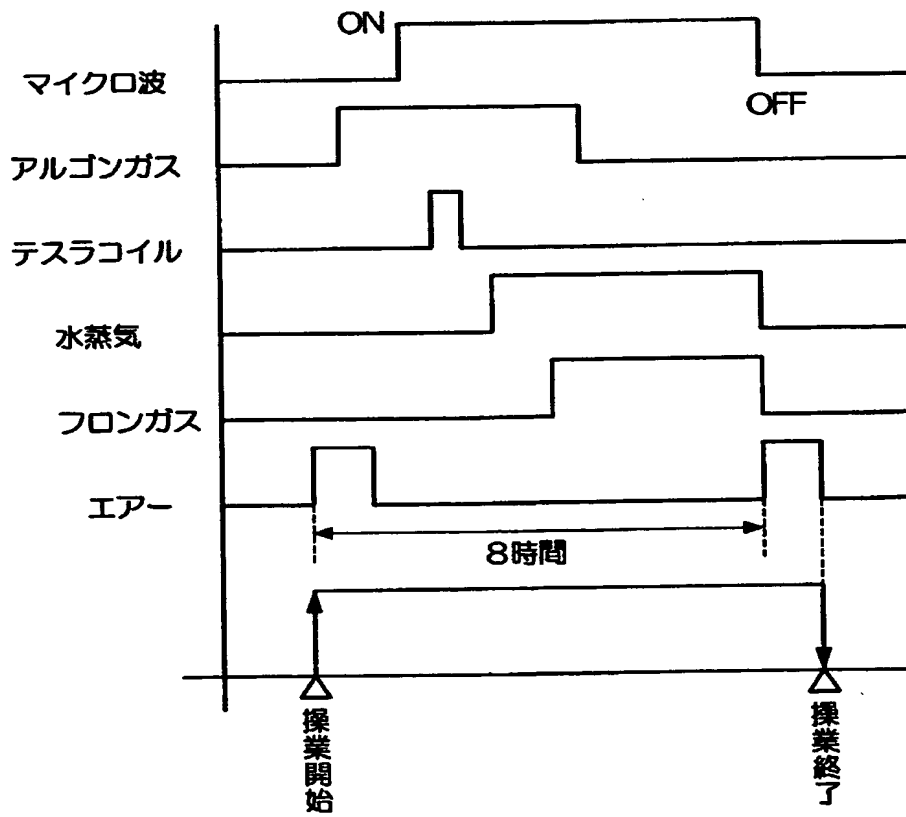 ON
マイクロ波
OFF
アルゴンガス
テスラコイル
水蒸気
フロンガス
エアー
8時間
操業開始
操業終了